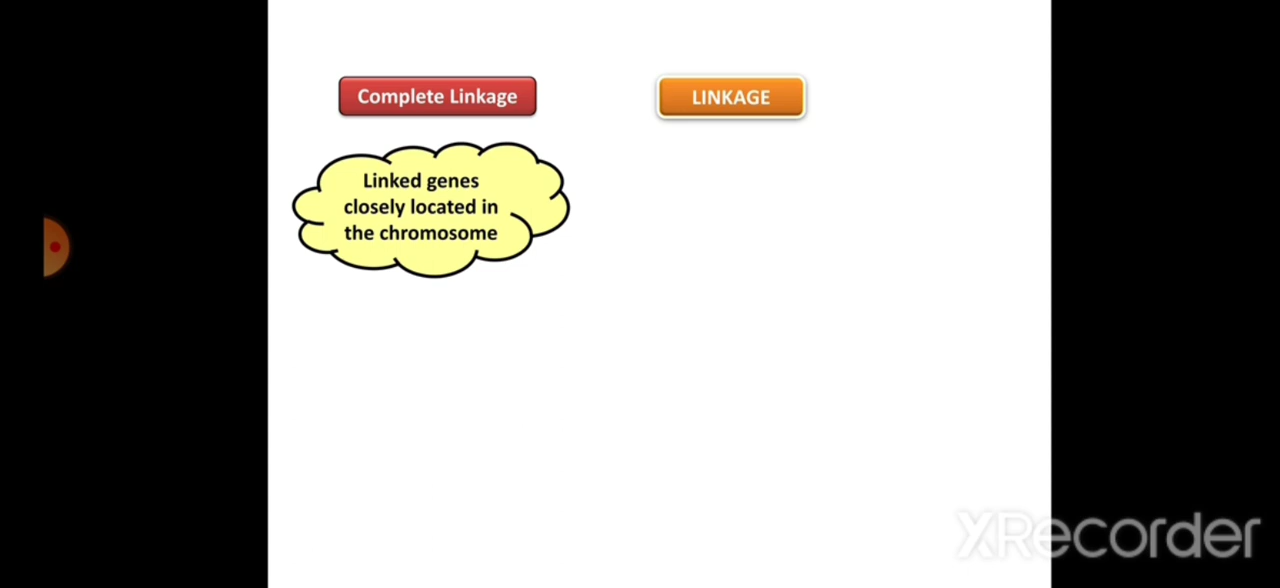 Complete Linkage
LINKAGE
Linked genes
closely located in
the chromosome
XRecorder